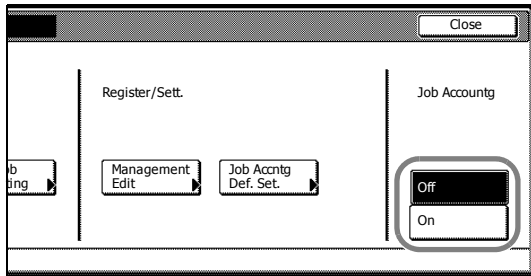 Close
Register/Sett.
Job Accountg
Management
Edit
Job Accntg
Def. Set.
Off
On